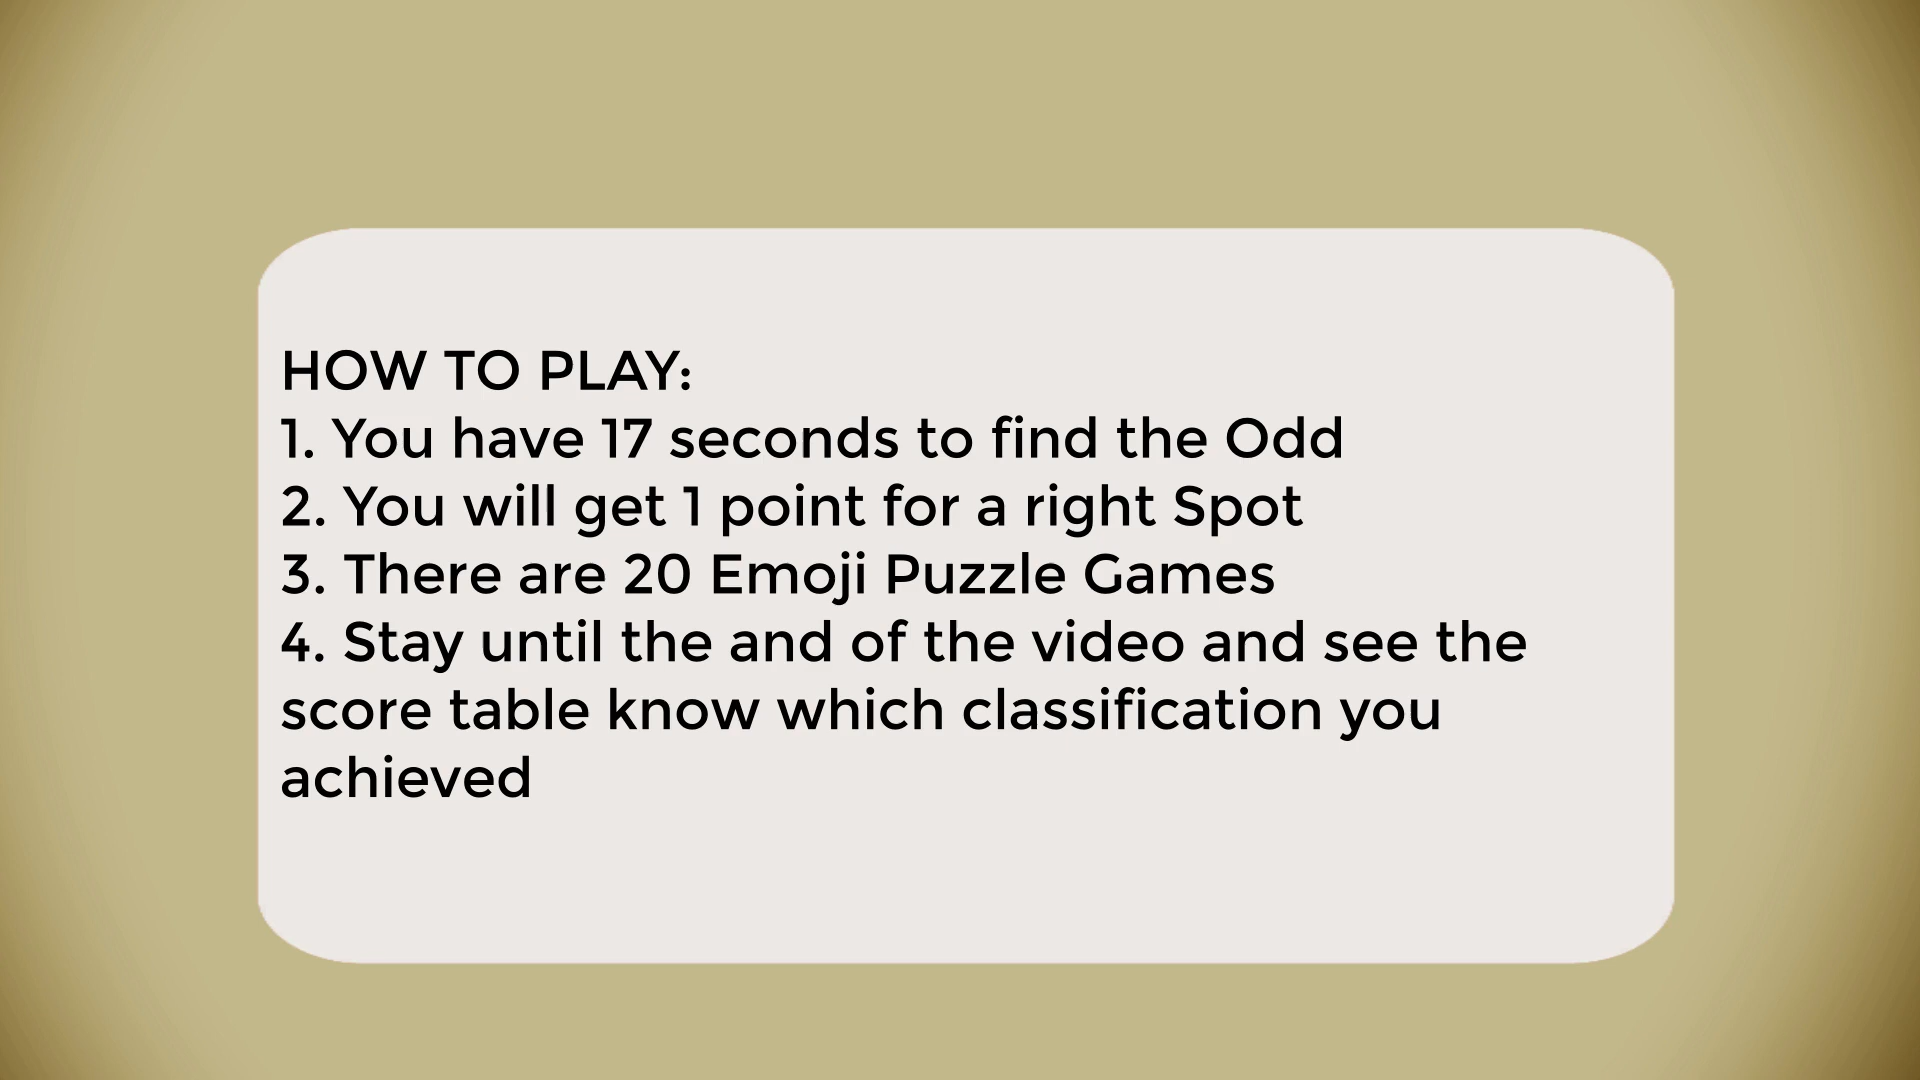 HOW TO PLAY:
1. You have 17 seconds to find the Odd
2. You will get 1 point for a right Spot
3. There are 20 Emoji Puzzle Games
4. Stay until the and of the video and see the
score table know which classification you
achieved